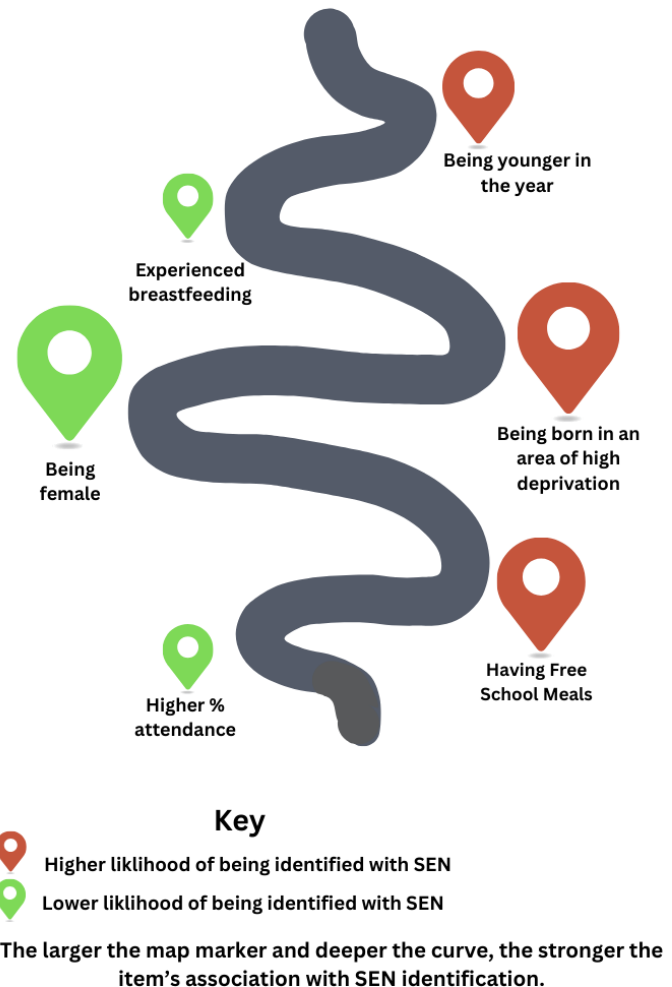 Being younger in
the year
Experienced
breastfeeding
Being born in an
area of high
deprivation
Being
female
Having Free
School Meals
Higher %
attendance
Key
Higher liklihood of being identified with SEN
Lower liklihood of being identified with SEN
The larger the map marker and deeper the curve, the stronger the
item’s association with SEN identification.